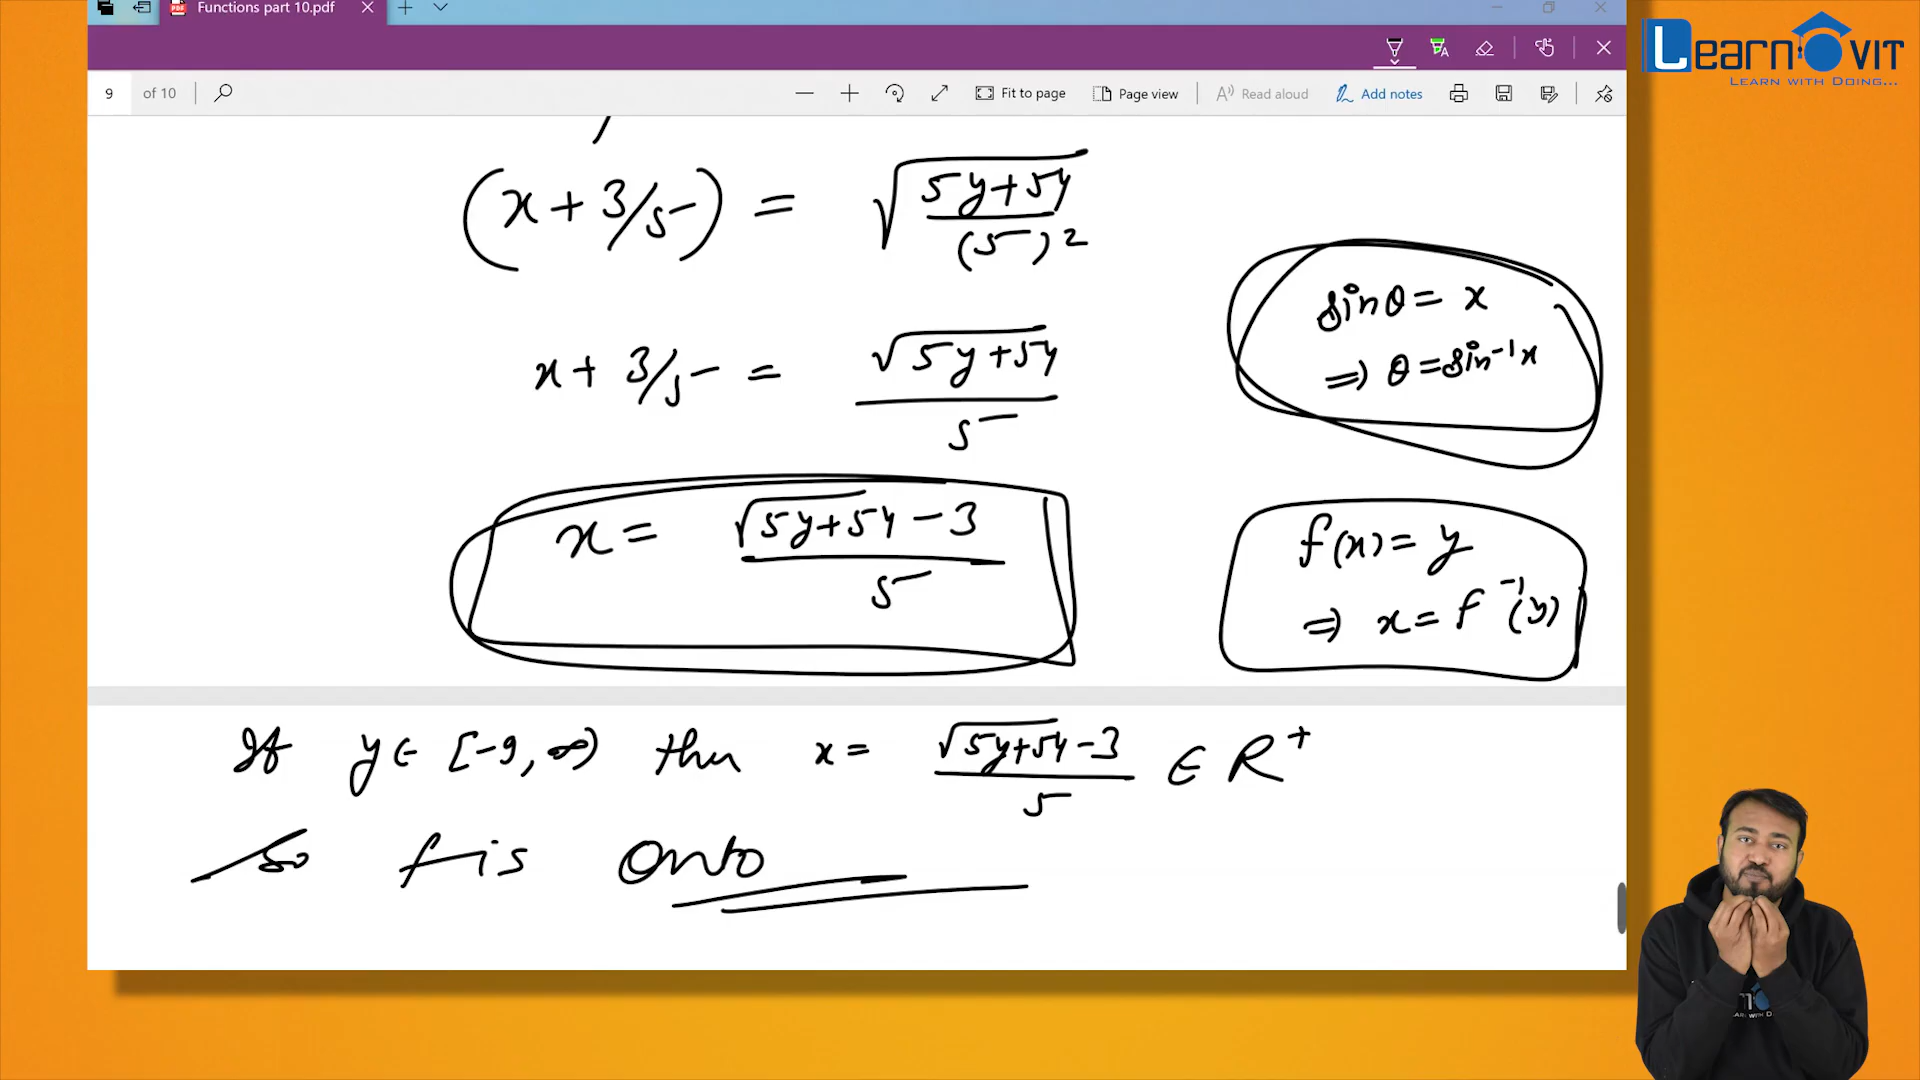 Functions part 10.pdf
LearnOVIT
LEARN WITH DOING...
9 of 10
Fit to page
Page view
Read aloud
Add notes
(x + 3/5) = √(5y+54/(5)²)
x + 3/5 = √5y+54/5
x = √5y+54 - 3/5
sinθ = x
⇒ θ = sin⁻¹x
f(x) = y
⇒ x = f⁻¹(y)
If y ∈ [-9, ∞) then x = √5y+54 - 3/5 ∈ R⁺
So f is Onto